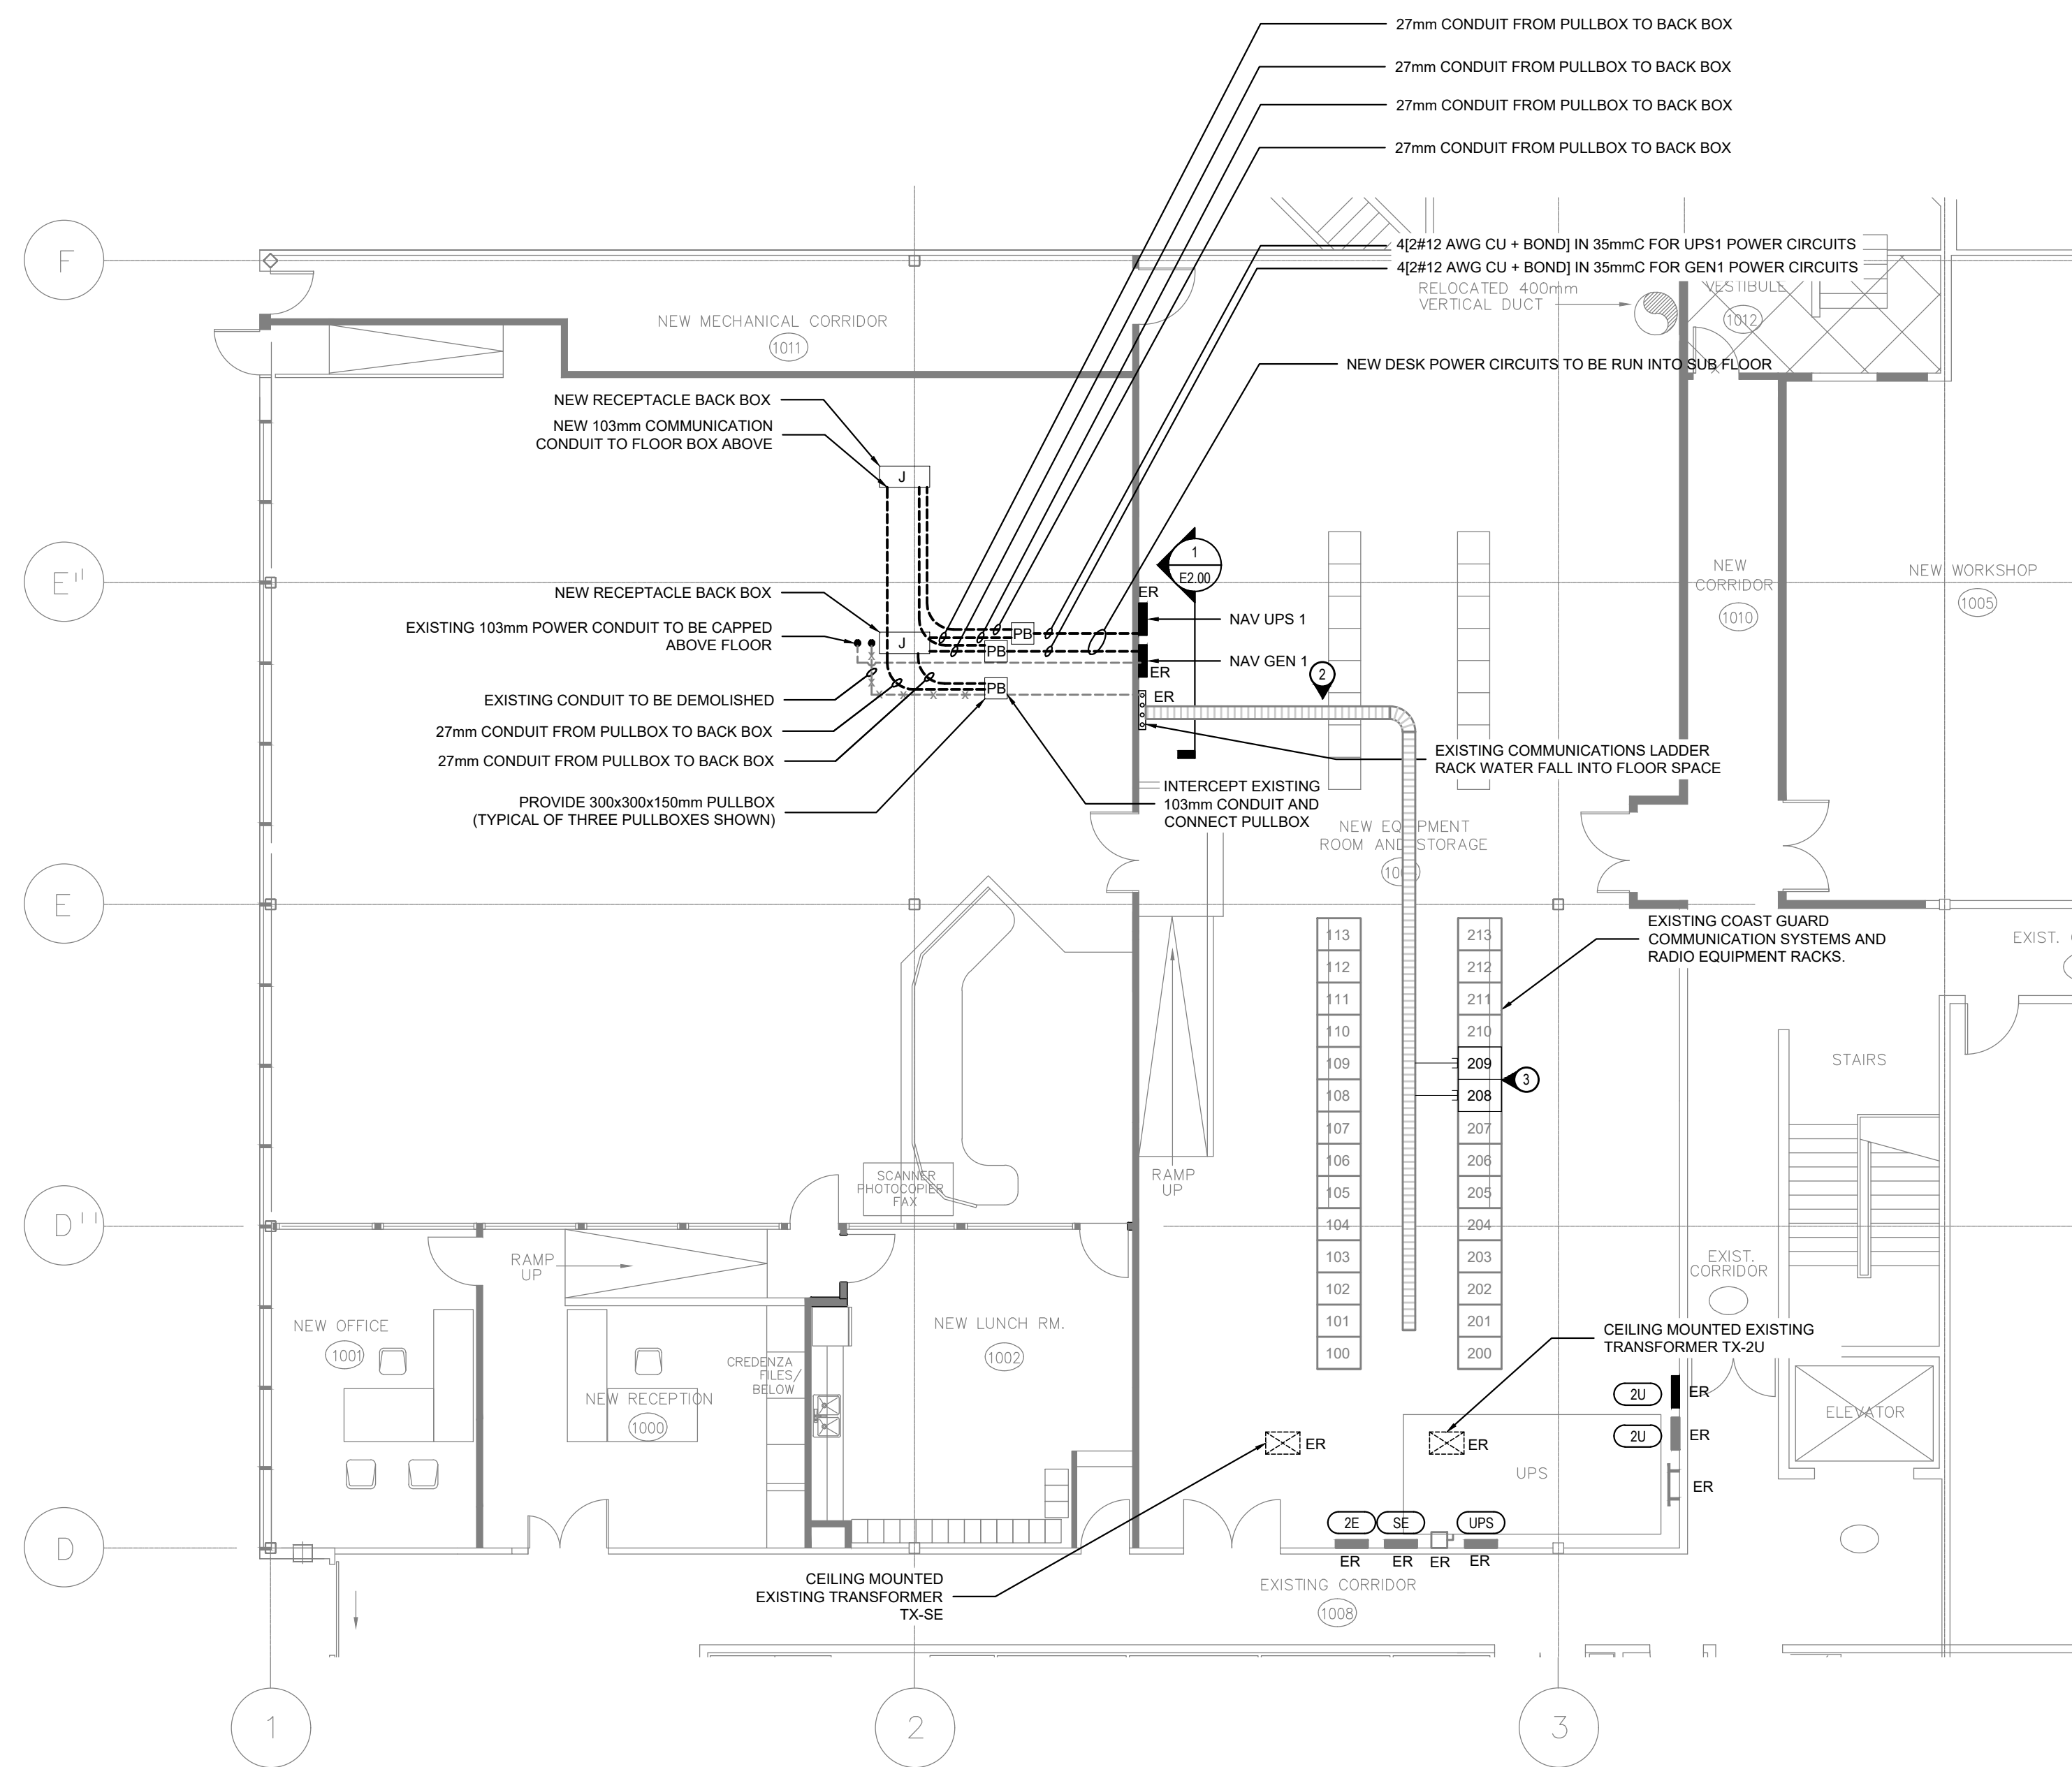 27mm CONDUIT FROM PULLBOX TO BACK BOX
27mm CONDUIT FROM PULLBOX TO BACK BOX
27mm CONDUIT FROM PULLBOX TO BACK BOX
27mm CONDUIT FROM PULLBOX TO BACK BOX
4[2#12 AWG CU + BOND] IN 35mmC FOR UPS1 POWER CIRCUITS
4[2#12 AWG CU + BOND] IN 35mmC FOR GEN1 POWER CIRCUITS
F
RELOCATED 400mm
VERTICAL DUCT
VESTIBULE
1012
NEW MECHANICAL CORRIDOR
1011
NEW DESK POWER CIRCUITS TO BE RUN INTO SUB FLOOR
NEW RECEPTACLE BACK BOX
NEW 103mm COMMUNICATION
CONDUIT TO FLOOR BOX ABOVE
J
E''
1
E2.00
ER
NEW
CORRIDOR
1010
NEW WORKSHOP
1005
NEW RECEPTACLE BACK BOX
EXISTING 103mm POWER CONDUIT TO BE CAPPED
ABOVE FLOOR
J
PB
PB
PB
NAV UPS 1
NAV GEN 1
ER
ER
2
EXISTING CONDUIT TO BE DEMOLISHED
27mm CONDUIT FROM PULLBOX TO BACK BOX
27mm CONDUIT FROM PULLBOX TO BACK BOX
PROVIDE 300x300x150mm PULLBOX
(TYPICAL OF THREE PULLBOXES SHOWN)
EXISTING COMMUNICATIONS LADDER
RACK WATER FALL INTO FLOOR SPACE
INTERCEPT EXISTING
103mm CONDUIT AND
CONNECT PULLBOX
NEW EQUIPMENT
ROOM AND STORAGE
E
EXISTING COAST GUARD
COMMUNICATION SYSTEMS AND
RADIO EQUIPMENT RACKS.
EXIST.
113
112
111
110
109
108
107
106
105
104
103
102
101
100
213
212
211
210
209
208
207
206
205
204
203
202
201
200
3
STAIRS
RAMP
UP
SCANNER
PHOTOCOPIER
FAX
D''
RAMP
UP
EXIST.
CORRIDOR
NEW OFFICE
1001
NEW RECEPTION
1000
CREDENZA
FILES/
BELOW
NEW LUNCH RM.
1002
CEILING MOUNTED EXISTING
TRANSFORMER TX-2U
2U
ER
2U
ER
ER
ELEVATOR
ER
ER
UPS
2E
SE
UPS
ER
ER
ER
ER
D
CEILING MOUNTED
EXISTING TRANSFORMER
TX-SE
EXISTING CORRIDOR
1008
1
2
3